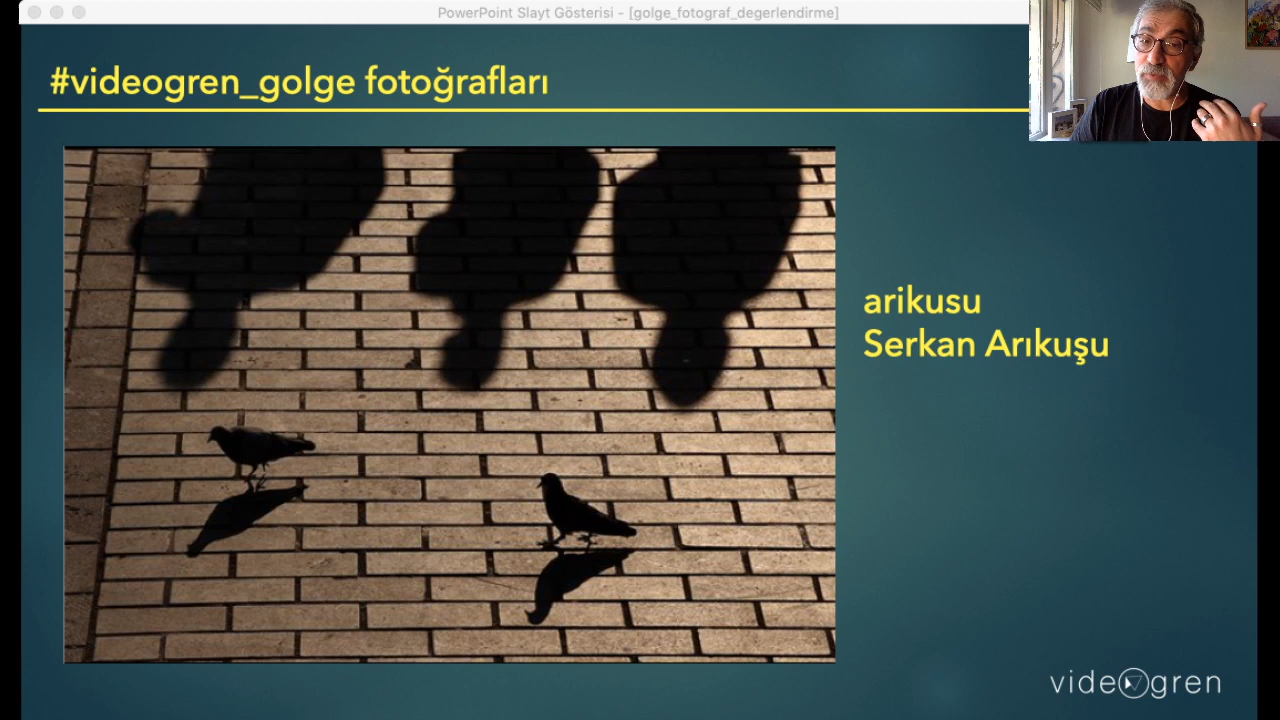 PowerPoint Slayt Gösterisi - [golge_fotograf_degerlendirme]
#videogren_golge fotoğrafları
arikusu
Serkan Arıkuşu
videogren